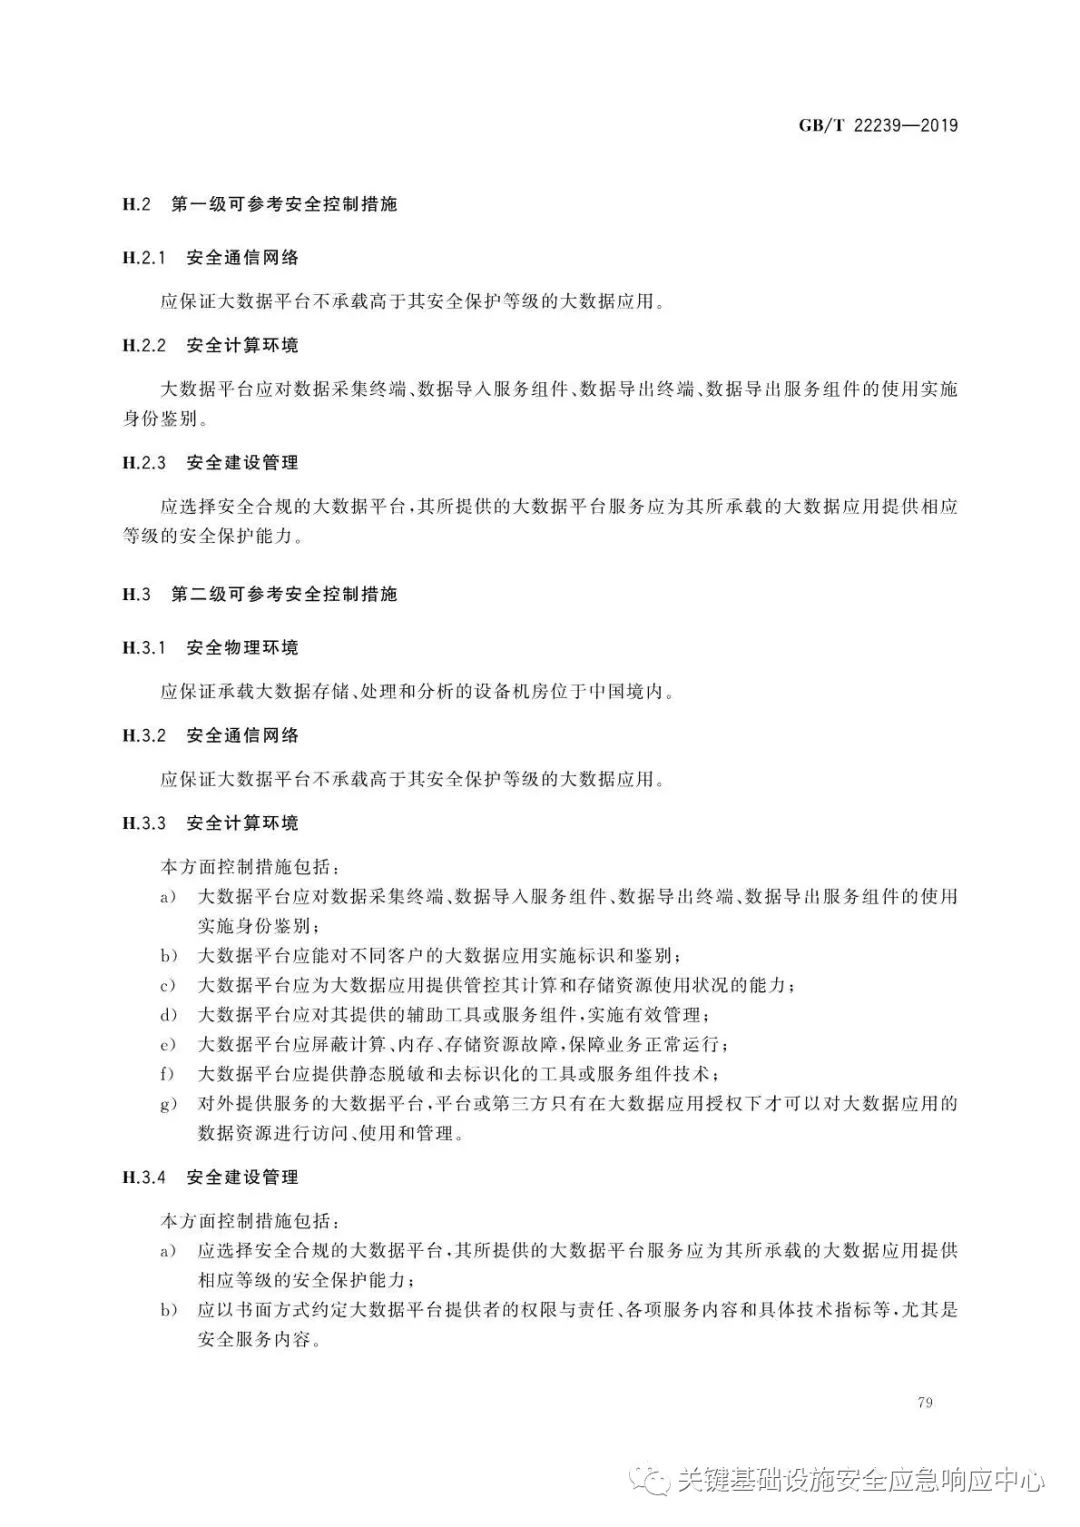 GB/T 22239—2019
H.2 第一级可参考安全控制措施
H.2.1 安全通信网络
应保证大数据平台不承载高于其安全保护等级的大数据应用。
H.2.2 安全计算环境
大数据平台应对数据采集终端、数据导入服务组件、数据导出终端、数据导出服务组件的使用实施
身份鉴别。
H.2.3 安全建设管理
应选择安全合规的大数据平台,其所提供的大数据平台服务应为其所承载的大数据应用提供相应
等级的安全保护能力。
H.3 第二级可参考安全控制措施
H.3.1 安全物理环境
应保证承载大数据存储、处理和分析的设备机房位于中国境内。
H.3.2 安全通信网络
应保证大数据平台不承载高于其安全保护等级的大数据应用。
H.3.3 安全计算环境
本方面控制措施包括:
a) 大数据平台应对数据采集终端、数据导入服务组件、数据导出终端、数据导出服务组件的使用
实施身份鉴别;
b) 大数据平台应能对不同客户的大数据应用实施标识和鉴别;
c) 大数据平台应为大数据应用提供管控其计算和存储资源使用状况的能力;
d) 大数据平台应对其提供的辅助工具或服务组件,实施有效管理;
e) 大数据平台应屏蔽计算、内存、存储资源故障,保障业务正常运行;
f) 大数据平台应提供静态脱敏和去标识化的工具或服务组件技术;
g) 对外提供服务的大数据平台,平台或第三方只有在大数据应用授权下才可以对大数据应用的
数据资源进行访问、使用和管理。
H.3.4 安全建设管理
本方面控制措施包括:
a) 应选择安全合规的大数据平台,其所提供的大数据平台服务应为其所承载的大数据应用提供
相应等级的安全保护能力;
b) 应以书面方式约定大数据平台提供者的权限与责任、各项服务内容和具体技术指标等,尤其是
安全服务内容。
79
关键基础设施安全应急响应中心